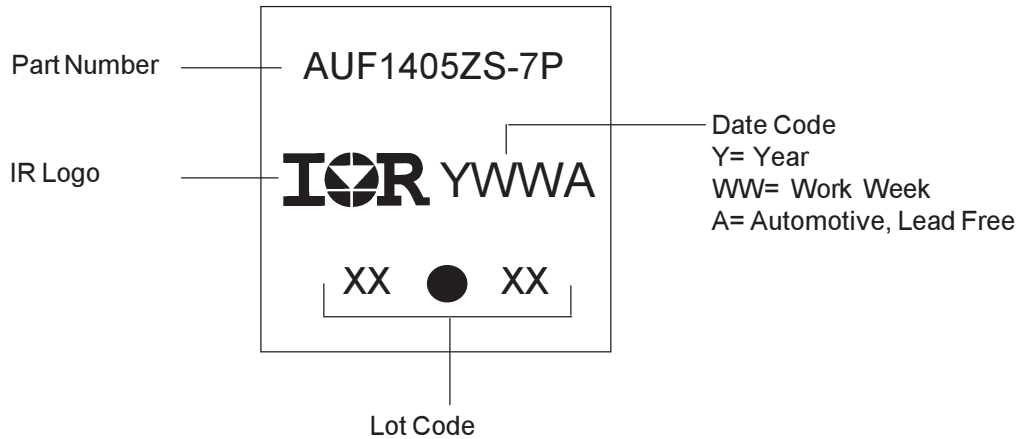 Part Number
AUF1405ZS-7P
IR Logo
IOR YWWA
Date Code
Y= Year
WW= Work Week
A= Automotive, Lead Free
XX XX
Lot Code